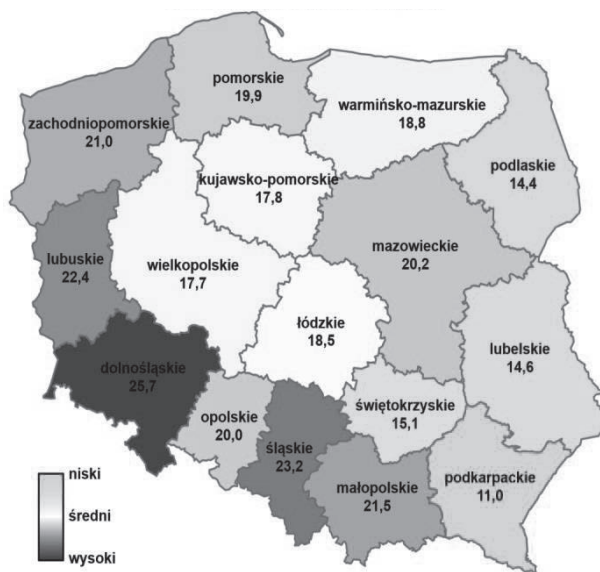 pomorskie
19,9
warmińsko-mazurskie
18,8
zachodniopomorskie
21,0
podlaskie
14,4
kujawsko-pomorskie
17,8
mazowieckie
20,2
lubuskie
22,4
wielkopolskie
17,7
łódzkie
18,5
lubelskie
14,6
dolnośląskie
25,7
opolskie
20,0
świętokrzyskie
15,1
śląskie
23,2
małopolskie
21,5
podkarpackie
11,0
niski
średni
wysoki